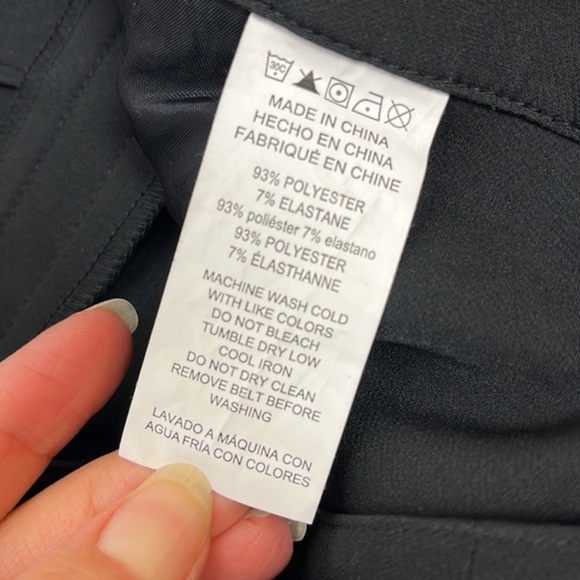 30C
MADE IN CHINA
HECHO EN CHINA
FABRIQUÉ EN CHINE
93% POLYESTER
7% ELASTANE
93% poliéster 7% elastano
93% POLYESTER
7% ÉLASTHANNE
MACHINE WASH COLD
WITH LIKE COLORS
DO NOT BLEACH
TUMBLE DRY LOW
COOL IRON
DO NOT DRY CLEAN
REMOVE BELT BEFORE
WASHING
LAVADO A MÁQUINA CON
AGUA FRÍA CON COLORES